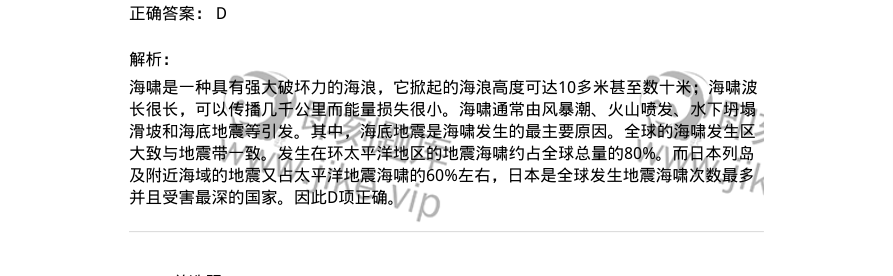 正确答案： D
解析：
海啸是一种具有强大破坏力的海浪，它掀起的海浪高度可达10多米甚至数十米；海啸波
长很长，可以传播几千公里而能量损失很小。海啸通常由风暴潮、火山喷发、水下坍塌
滑坡和海底地震等引发。其中，海底地震是海啸发生的最主要原因。全球的海啸发生区
大致与地震带一致。发生在环太平洋地区的地震海啸约占全球总量的80%。而日本列岛
及附近海域的地震又占太平洋地震海啸的60%左右，日本是全球发生地震海啸次数最多
并且受害最深的国家。因此D项正确。
即刻题库
www.jike.vip